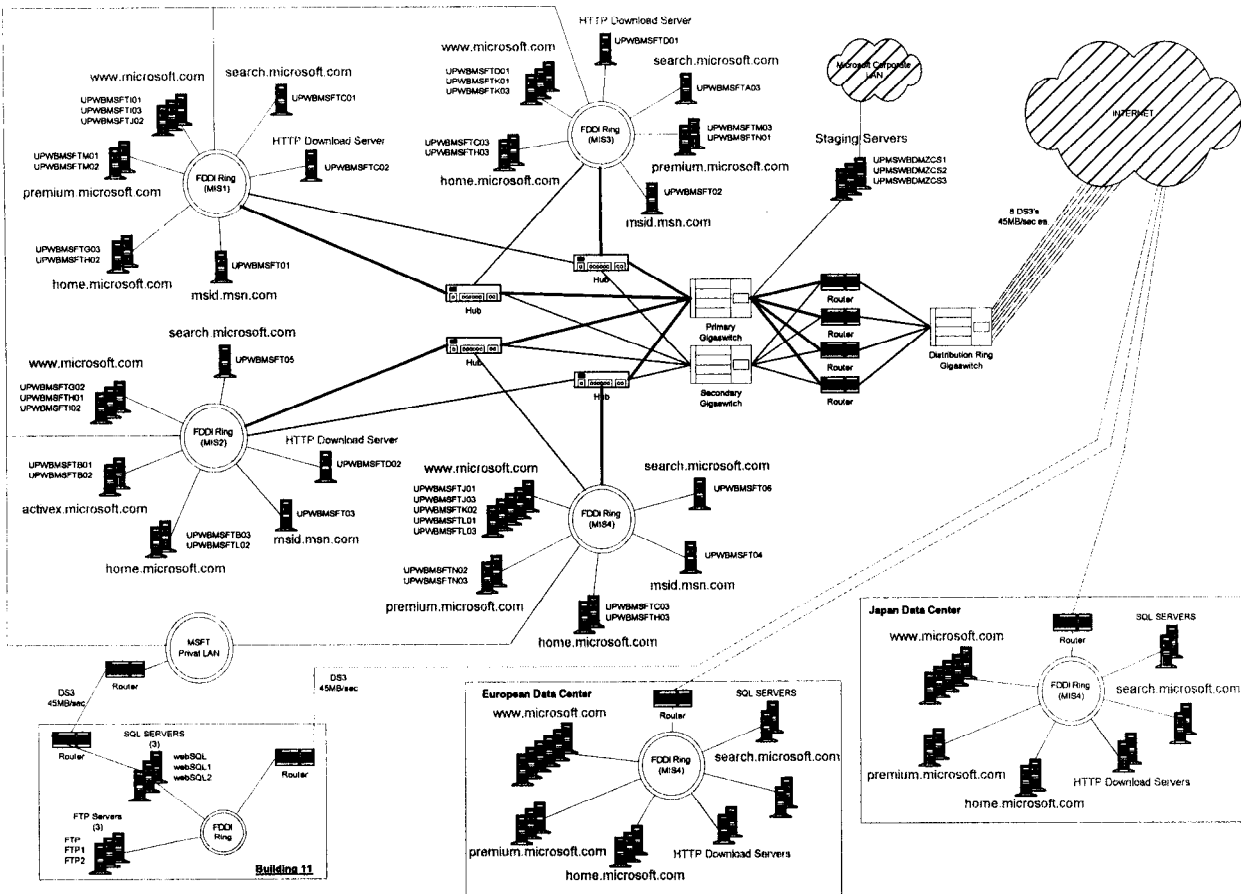 HTTP Download Server
UPWBMSFTD01
www.microsoft.com
UPWBMSFTD01
UPWBMSFTK01
UPWBMSFTK03
search.microsoft.com
UPWBMSFTA03
FDDI Ring
(MIS3)
UPWBMSFTC03
UPWBMSFTH03
home.microsoft.com
UPWBMSFTM03
UPWBMSFTN01
premium.microsoft.com
UPWBMSFT02
msid.msn.com
www.microsoft.com
UPWBMSFTI01
UPWBMSFTI03
UPWBMSFTJ02
search.microsoft.com
UPWBMSFTC01
HTTP Download Server
UPWBMSFTC02
UPWBMSFTM01
UPWBMSFTM02
premium.microsoft.com
FDDI Ring
(MIS1)
UPWBMSFTG03
UPWBMSFTH02
home.microsoft.com
UPWBMSFT01
msid.msn.com
Microsoft Corporate
LAN
Staging Servers
UPMSWBDMZCS1
UPMSWBDMZCS2
UPMSWBDMZCS3
INTERNET
8 DS3's
45MB/sec ea.
Hub
Hub
Hub
Hub
Primary
Gigaswitch
Secondary
Gigaswitch
Router
Router
Router
Router
Distribution Ring
Gigaswitch
search.microsoft.com
UPWBMSFT05
www.microsoft.com
UPWBMSFTG02
UPWBMSFTH01
UPWBMSFTI02
FDDI Ring
(MIS2)
HTTP Download Server
UPWBMSFTD02
UPWBMSFTB01
UPWBMSFTB02
activex.microsoft.com
UPWBMSFT03
msid.msn.com
UPWBMSFTB03
UPWBMSFTL02
home.microsoft.com
www.microsoft.com
UPWBMSFTJ01
UPWBMSFTJ03
UPWBMSFTK02
UPWBMSFTL01
UPWBMSFTL03
search.microsoft.com
UPWBMSFT06
FDDI Ring
(MIS4)
UPWBMSFT04
msid.msn.com
UPWBMSFTN02
UPWBMSFTN03
premium.microsoft.com
UPWBMSFTC03
UPWBMSFTH03
home.microsoft.com
MSFT
Privat LAN
Router
DS3
45MB/sec
DS3
45MB/sec
Router
SQL SERVERS
(3)
webSQL
webSQL1
webSQL2
Router
FTP Servers
(3)
FTP
FTP1
FTP2
FDDI
Ring
Building 11
European Data Center
Router
www.microsoft.com
SQL SERVERS
FDDI Ring
(MIS4)
search.microsoft.com
premium.microsoft.com
HTTP Download Servers
home.microsoft.com
Japan Data Center
Router
SQL SERVERS
www.microsoft.com
FDDI Ring
(MIS4)
search.microsoft.com
premium.microsoft.com
HTTP Download Servers
home.microsoft.com